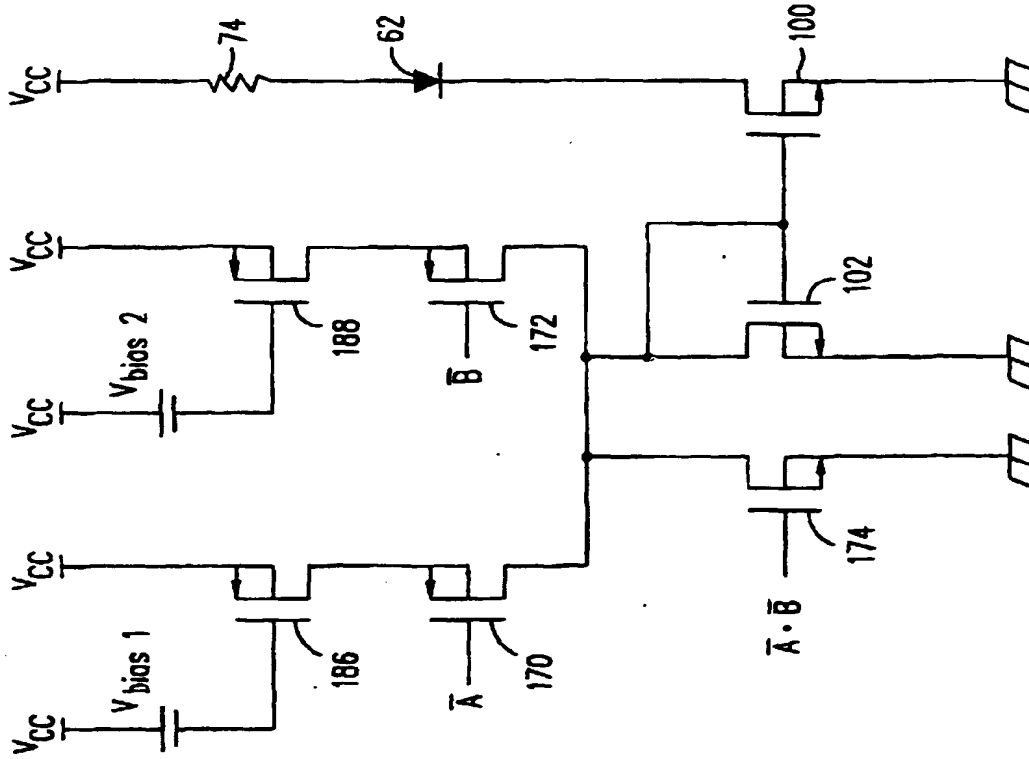 VCC
Vbias 1
186
A̅
170
VCC
VCC
Vbias 2
188
B̅
172
VCC
A̅ · B̅
174
102
VCC
74
62
100